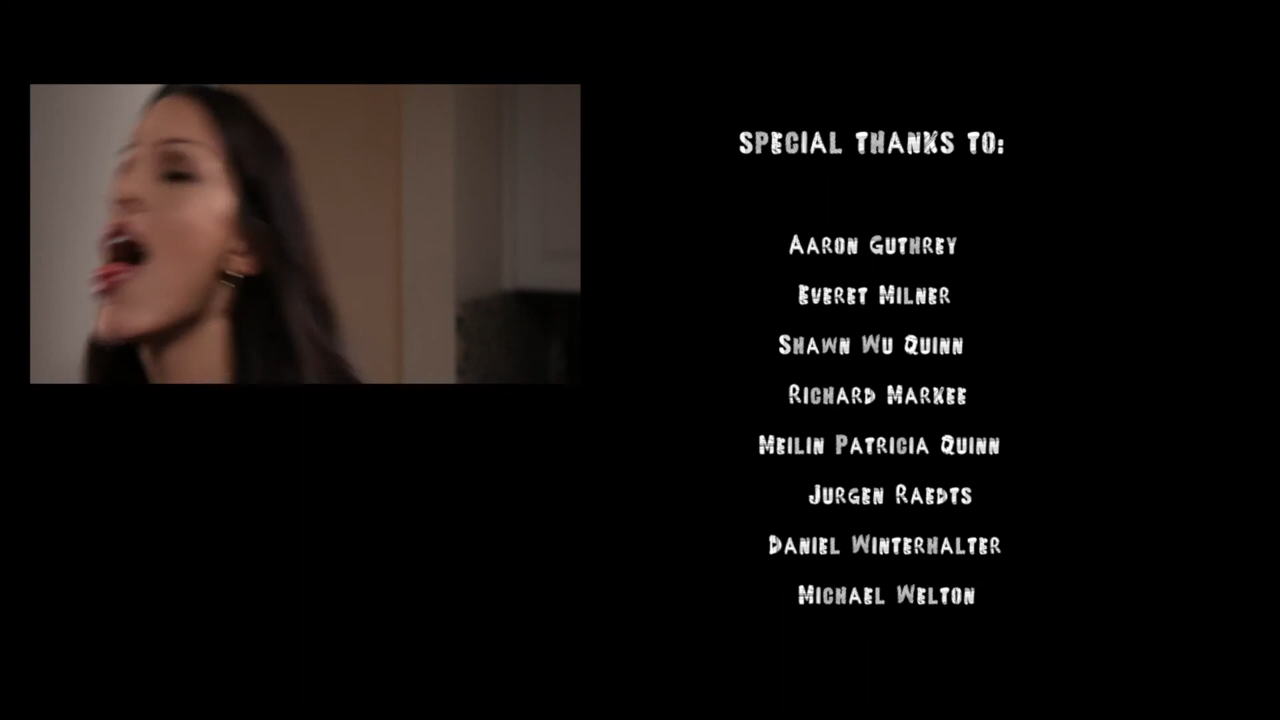 SPECIAL THANKS TO:
AARON GUTHREY
EVERET MILNER
SHAWN WU QUINN
RICHARD MARKEE
MEILIN PATRICIA QUINN
JURGEN RAEDTS
DANIEL WINTERHALTER
MICHAEL WELTON